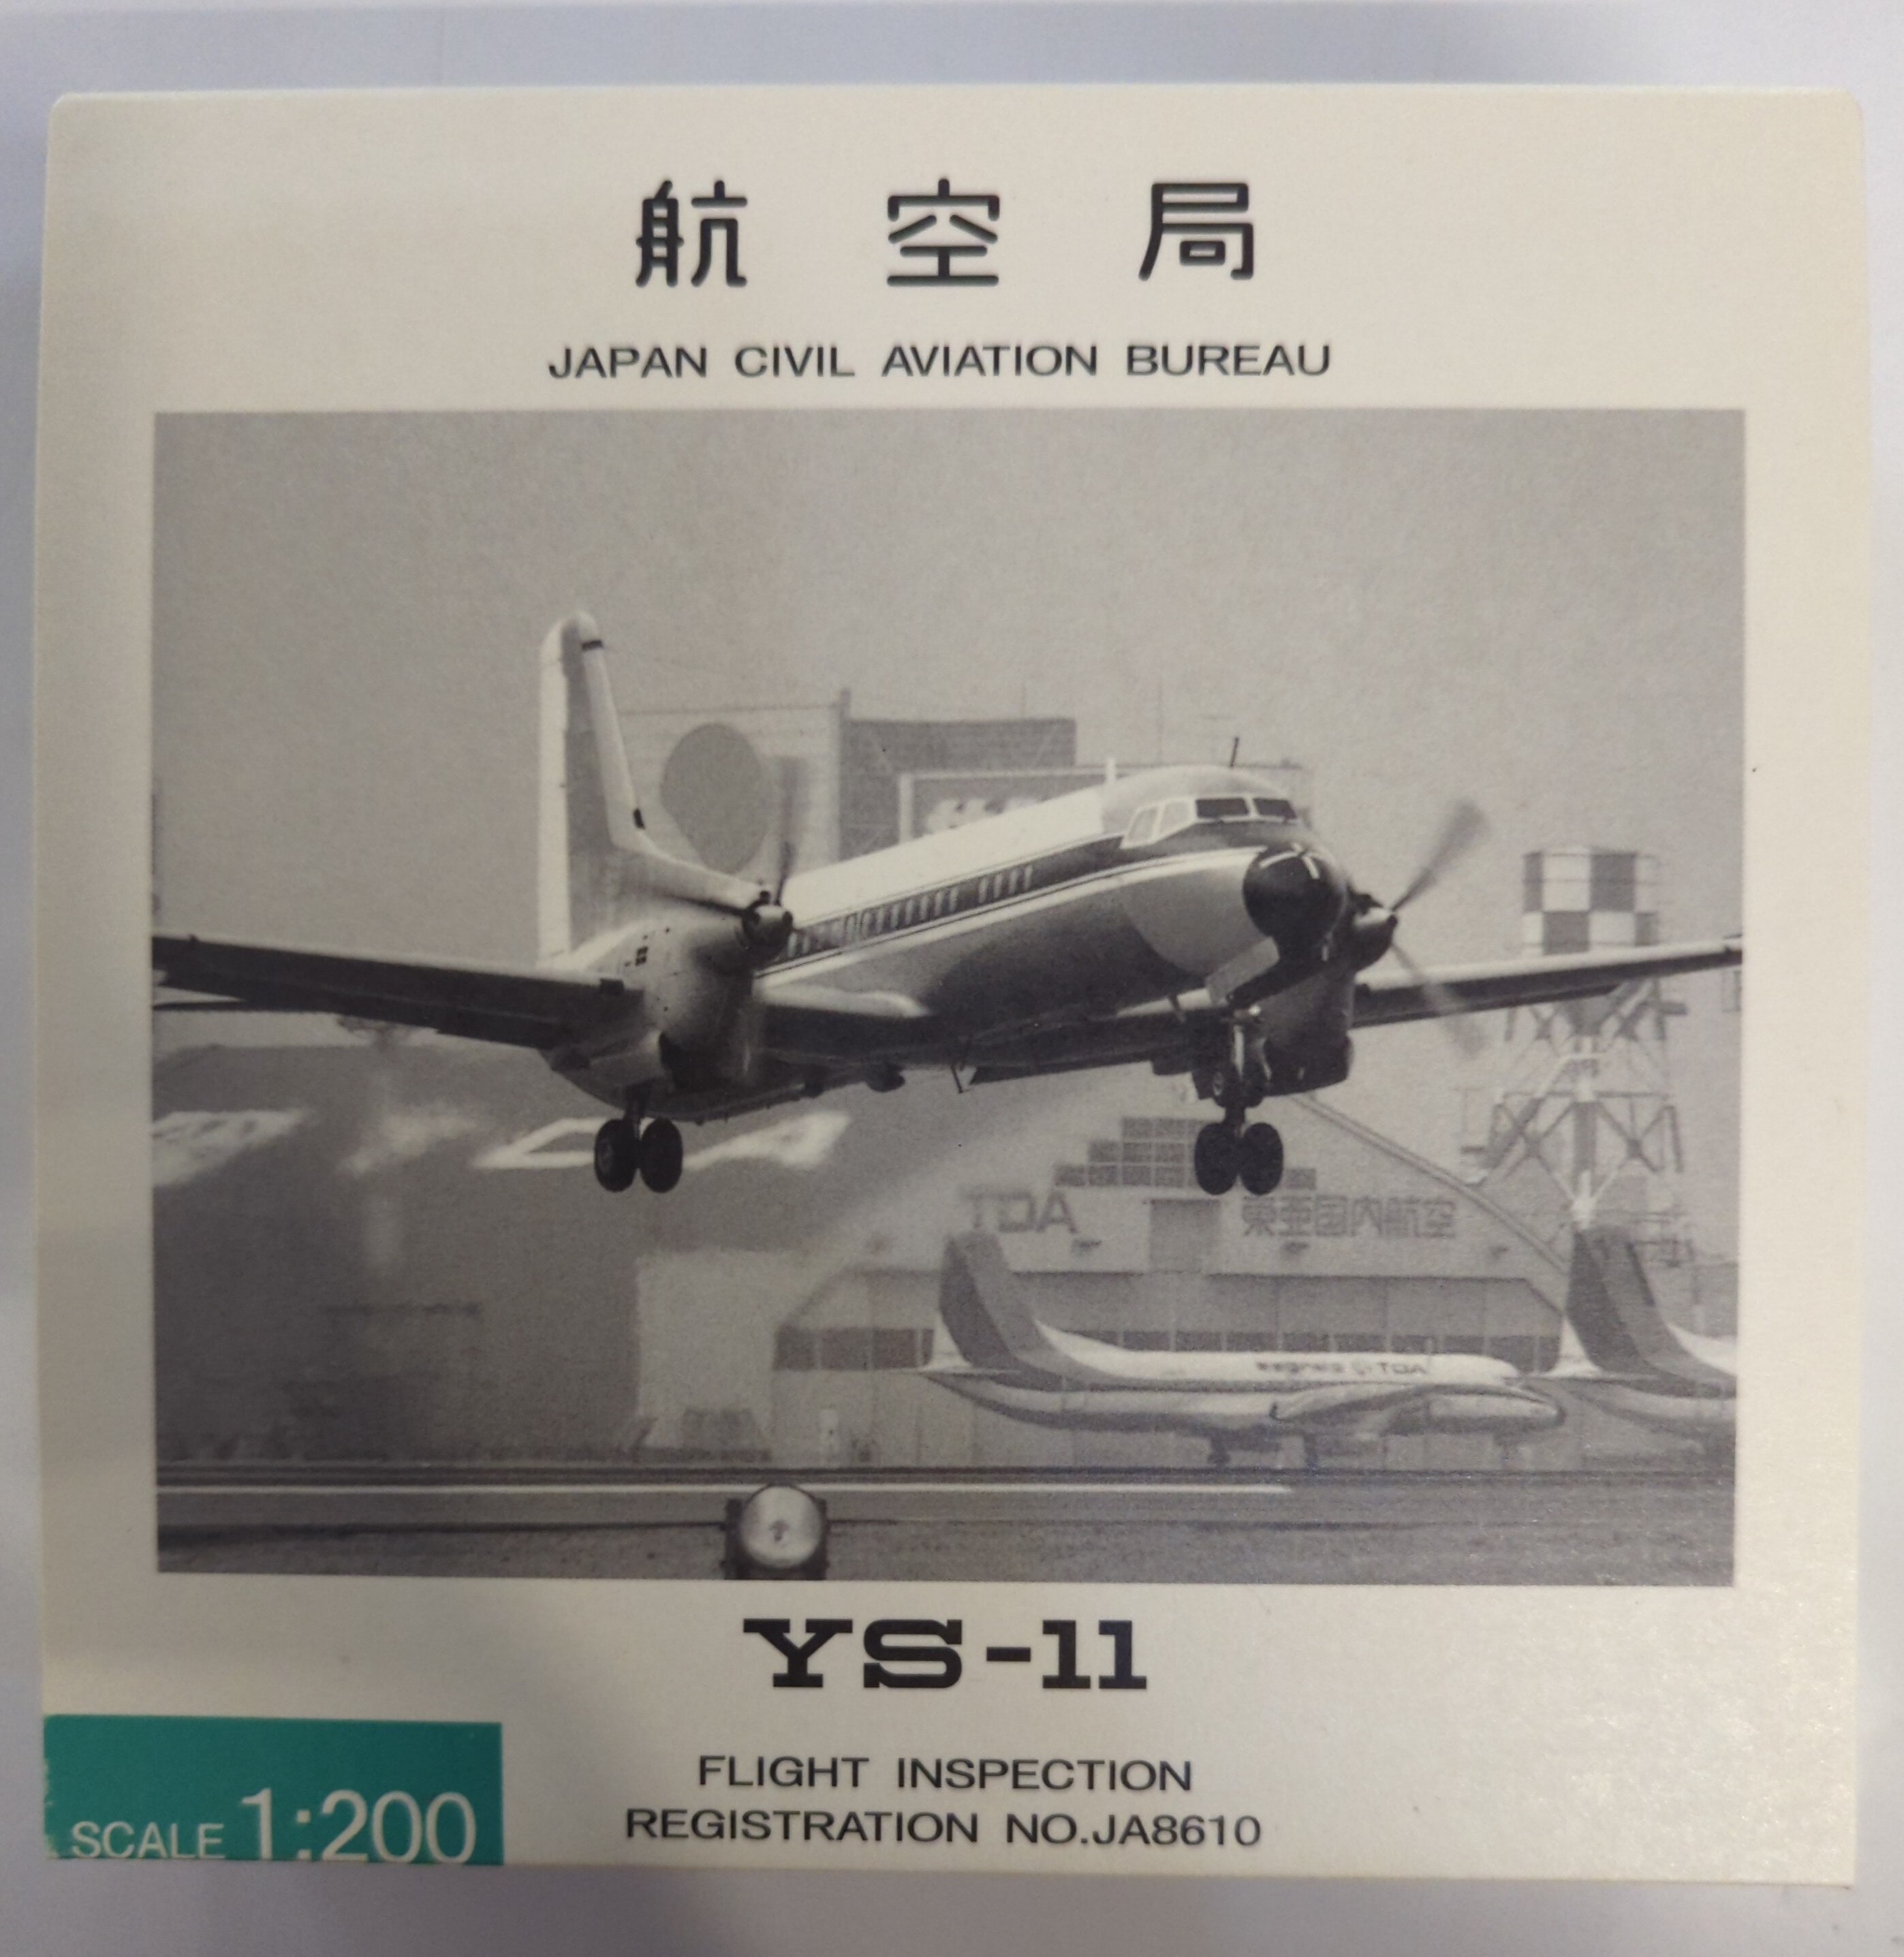 航空局
JAPAN CIVIL AVIATION BUREAU
TDA 東亜国内航空
TDA
YS-11
FLIGHT INSPECTION
REGISTRATION NO.JA8610
SCALE 1:200